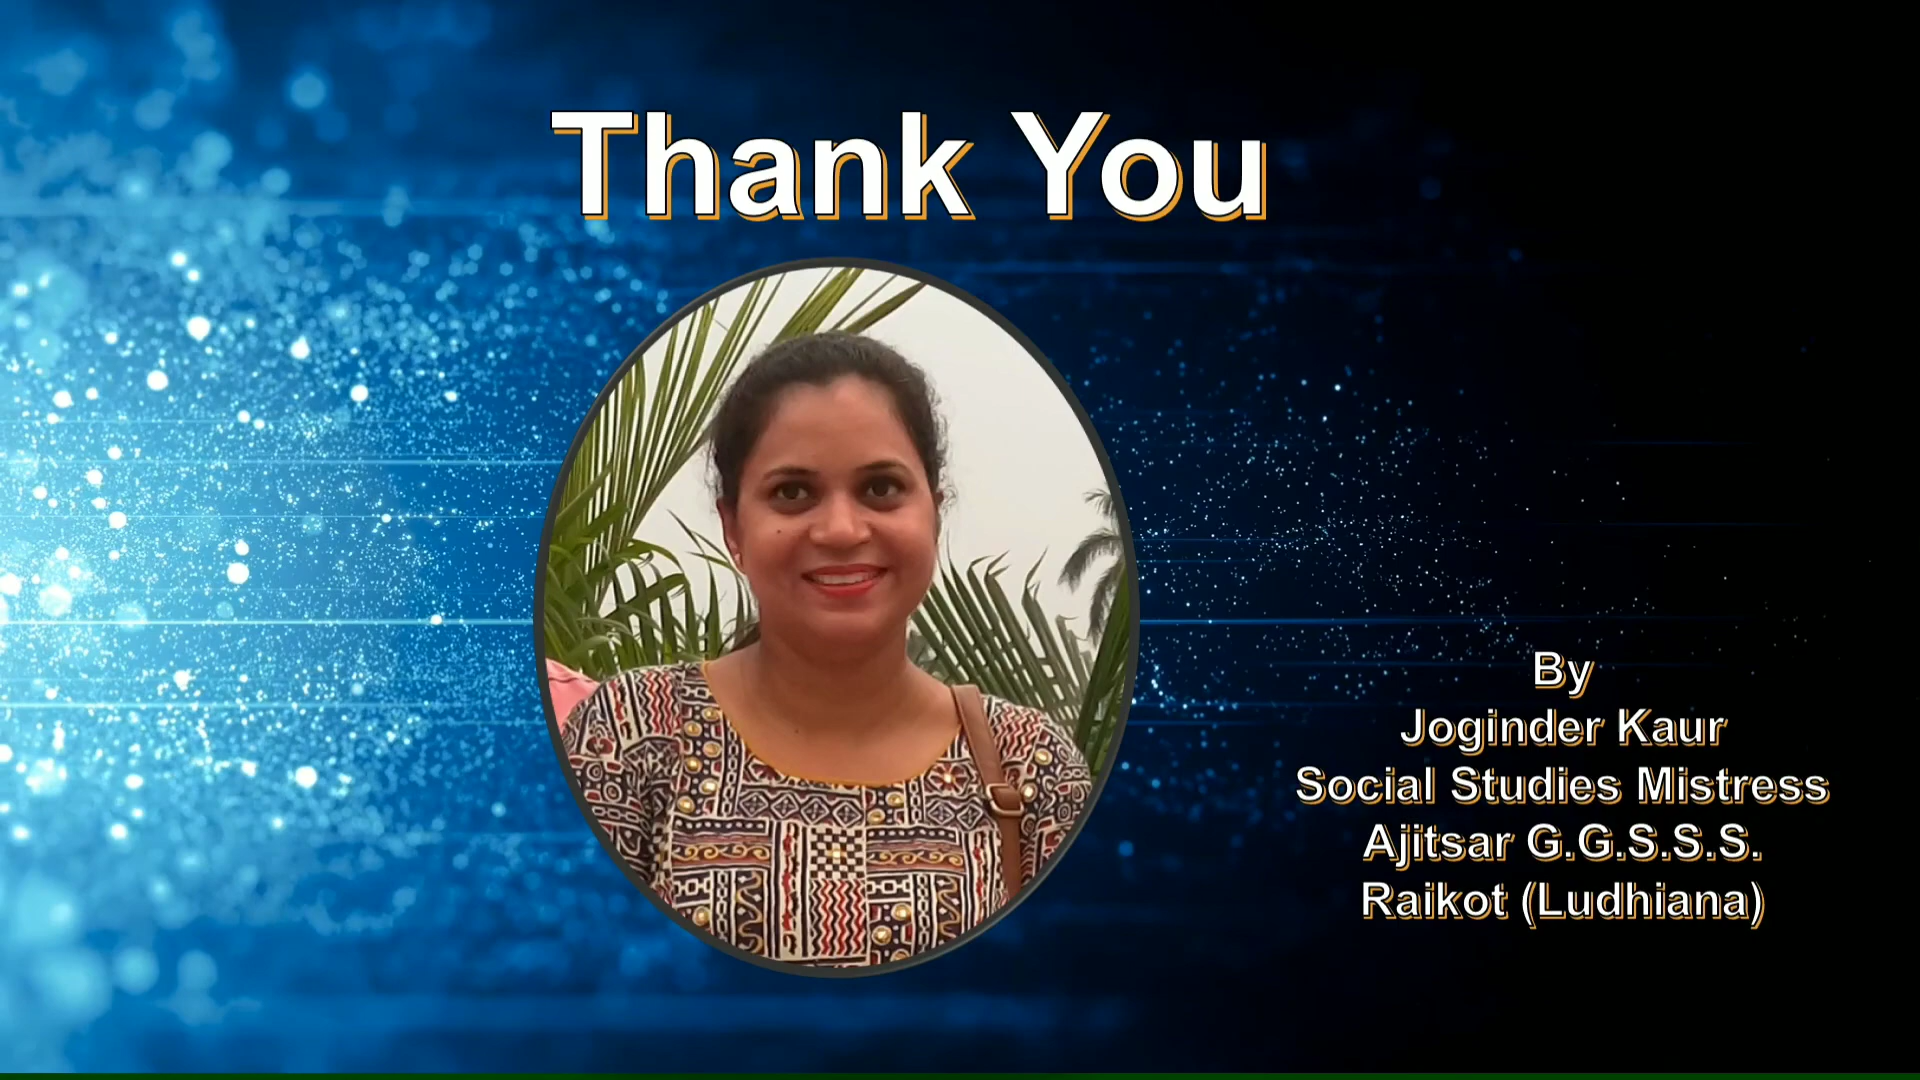 Thank You
By
Joginder Kaur
Social Studies Mistress
Ajitsar G.G.S.S.S.
Raikot (Ludhiana)